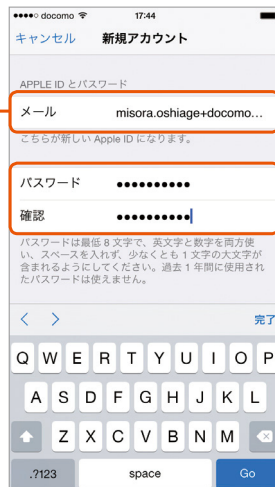 ●●●●○ docomo 17:44
キャンセル 新規アカウント
APPLE ID とパスワード
メール misora.oshiage+docomo...
こちらが新しい Apple ID になります。
パスワード ●●●●●●●●●●
確認 ●●●●●●●●●●
パスワードは最低 8 文字で、英文字と数字を両方使
い、スペースを入れず、少なくとも 1 文字の大文字が
含まれるようにしてください。過去 1 年間に使用され
たパスワードは使えません。
< > 完了
Q W E R T Y U I O P
A S D F G H J K L
Z X C V B N M
.?123 space Go